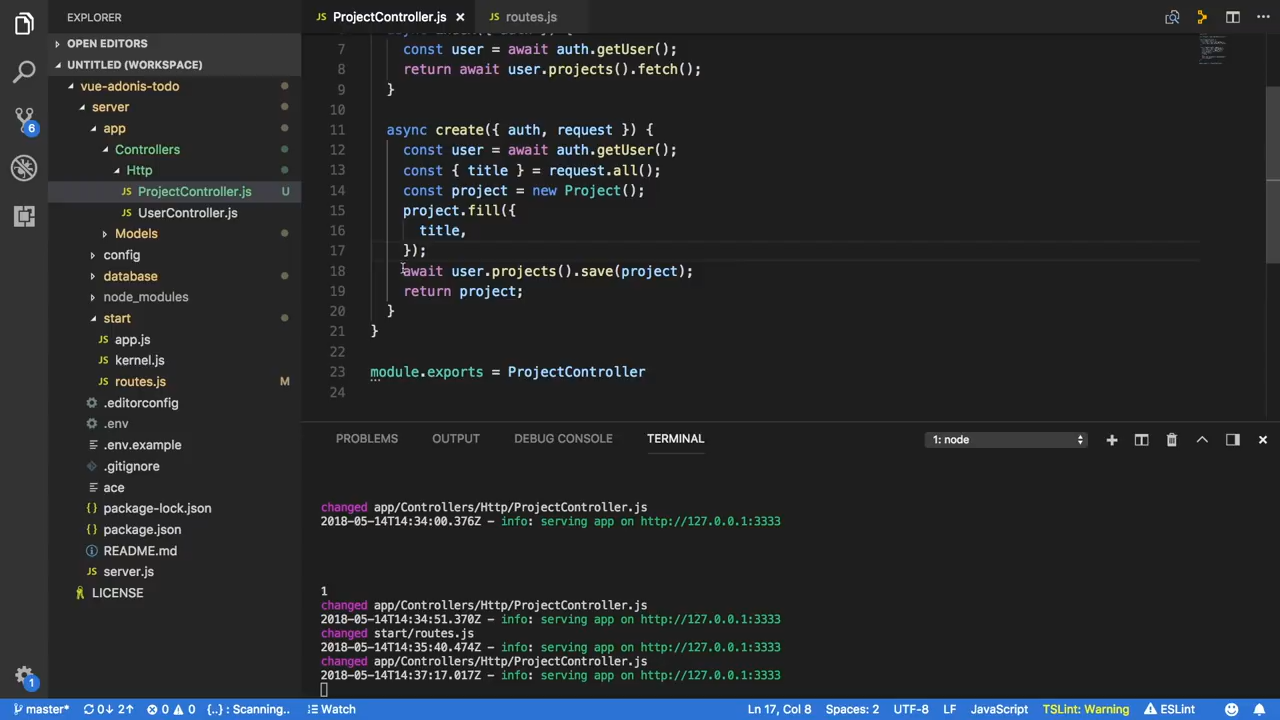 EXPLORER
OPEN EDITORS
UNTITLED (WORKSPACE)
vue-adonis-todo
server
app
Controllers
Http
JS ProjectController.js U
JS UserController.js
Models
config
database
node_modules
start
JS app.js
JS kernel.js
JS routes.js M
.editorconfig
.env
.env.example
.gitignore
ace
{} package-lock.json
{} package.json
README.md
JS server.js
LICENSE
6
1
JS ProjectController.js
JS routes.js
7 const user = await auth.getUser();
8 return await user.projects().fetch();
9 }
10
11 async create({ auth, request }) {
12 const user = await auth.getUser();
13 const { title } = request.all();
14 const project = new Project();
15 project.fill({
16 title,
17 });
18 await user.projects().save(project);
19 return project;
20 }
21 }
22
23 module.exports = ProjectController
24
PROBLEMS OUTPUT DEBUG CONSOLE TERMINAL 1: node
changed app/Controllers/Http/ProjectController.js
2018-05-14T14:34:00.376Z - info: serving app on http://127.0.0.1:3333
1
changed app/Controllers/Http/ProjectController.js
2018-05-14T14:34:51.370Z - info: serving app on http://127.0.0.1:3333
changed start/routes.js
2018-05-14T14:35:40.474Z - info: serving app on http://127.0.0.1:3333
changed app/Controllers/Http/ProjectController.js
2018-05-14T14:37:17.017Z - info: serving app on http://127.0.0.1:3333
master* 0↓ 2↑ 0 0 {..} : Scanning.. Watch Ln 17, Col 8 Spaces: 2 UTF-8 LF JavaScript TSLint: Warning ESLint